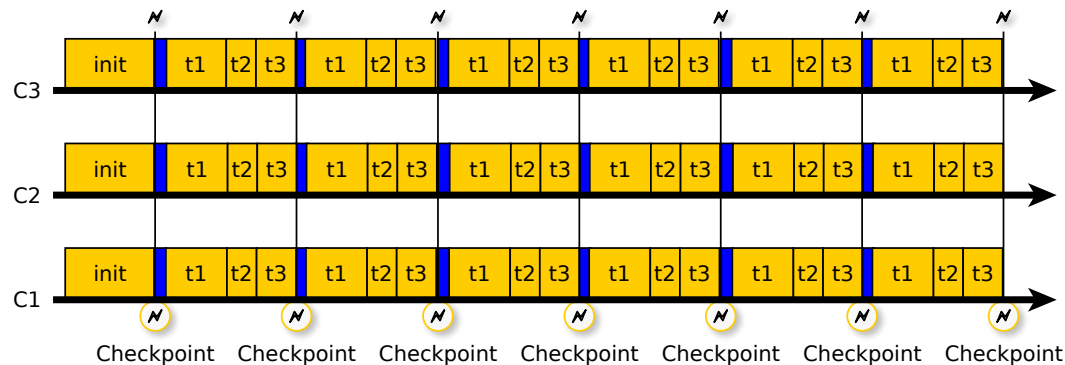 init t1 t2 t3 t1 t2 t3 t1 t2 t3 t1 t2 t3 t1 t2 t3 t1 t2 t3
C3
init t1 t2 t3 t1 t2 t3 t1 t2 t3 t1 t2 t3 t1 t2 t3 t1 t2 t3
C2
init t1 t2 t3 t1 t2 t3 t1 t2 t3 t1 t2 t3 t1 t2 t3 t1 t2 t3
C1
Checkpoint Checkpoint Checkpoint Checkpoint Checkpoint Checkpoint Checkpoint